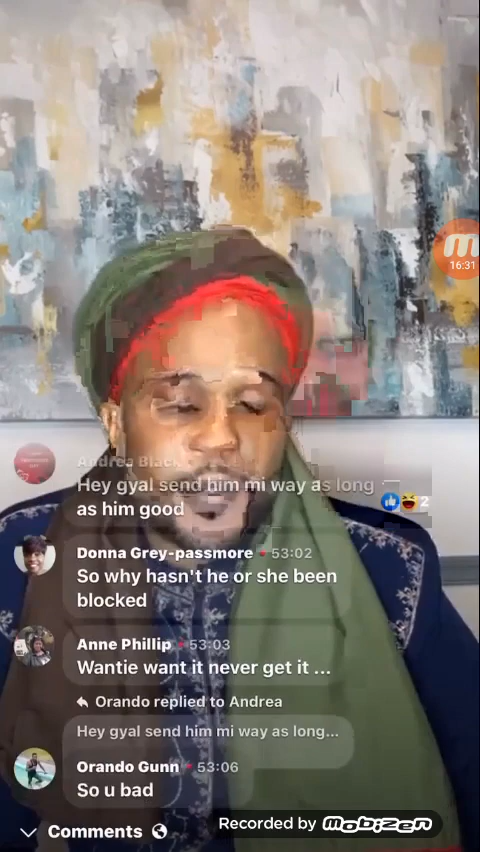 16:31
Andrea Black
Hey gyal send him mi way as long
as him good
2
Donna Grey-passmore • 53:02
So why hasn't he or she been
blocked
Anne Phillip • 53:03
Wantie want it never get it ...
Orando replied to Andrea
Hey gyal send him mi way as long...
Orando Gunn • 53:06
So u bad
Comments
Recorded by Mobizen